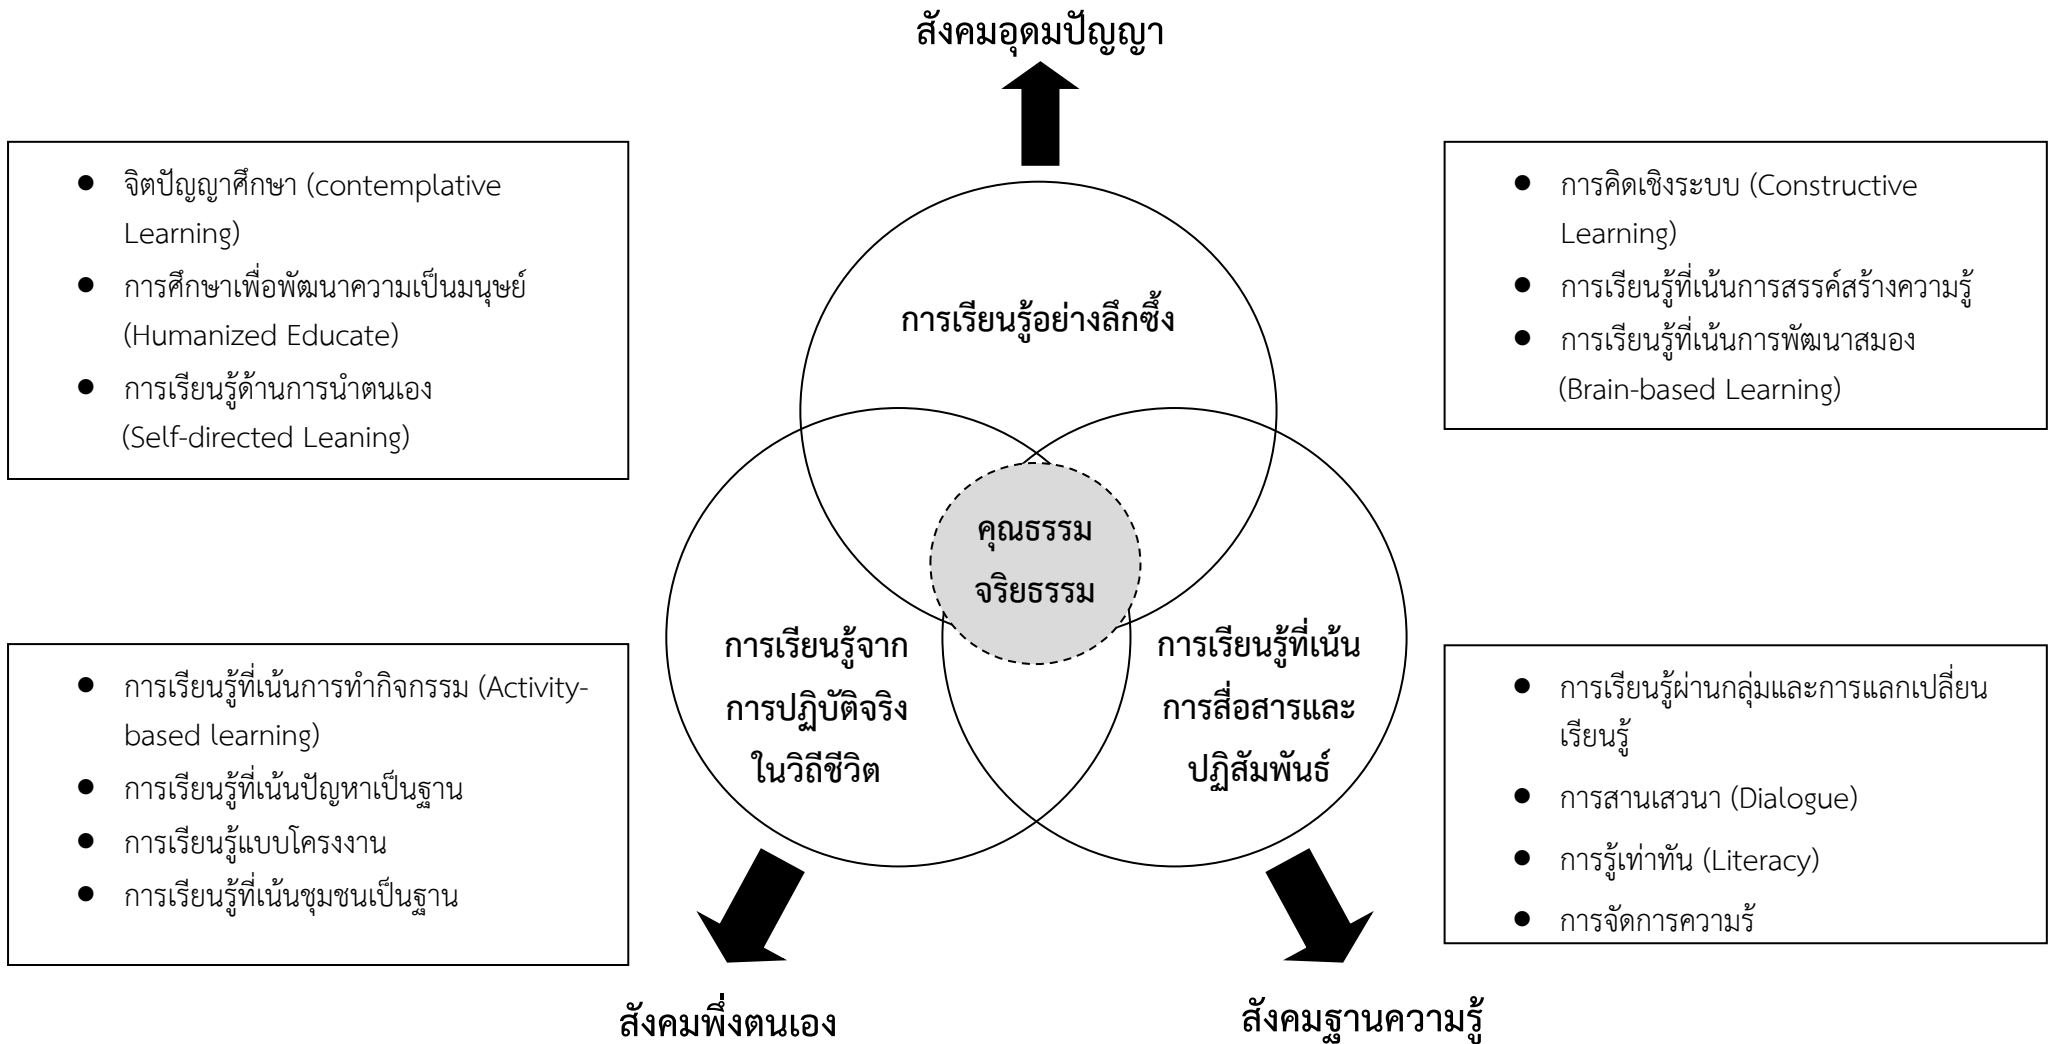 สังคมอุดมปัญญา
● จิตปัญญาศึกษา (contemplative
Learning)
● การศึกษาเพื่อพัฒนาความเป็นมนุษย์
(Humanized Educate)
● การเรียนรู้ด้านการนำตนเอง
(Self-directed Leaning)
● การคิดเชิงระบบ (Constructive
Learning)
● การเรียนรู้ที่เน้นการสรรค์สร้างความรู้
● การเรียนรู้ที่เน้นการพัฒนาสมอง
(Brain-based Learning)
การเรียนรู้อย่างลึกซึ้ง
คุณธรรม
จริยธรรม
การเรียนรู้จาก
การปฏิบัติจริง
ในวิถีชีวิต
การเรียนรู้ที่เน้น
การสื่อสารและ
ปฏิสัมพันธ์
● การเรียนรู้ที่เน้นการทำกิจกรรม (Activity-
based learning)
● การเรียนรู้ที่เน้นปัญหาเป็นฐาน
● การเรียนรู้แบบโครงงาน
● การเรียนรู้ที่เน้นชุมชนเป็นฐาน
● การเรียนรู้ผ่านกลุ่มและการแลกเปลี่ยน
เรียนรู้
● การสานเสวนา (Dialogue)
● การรู้เท่าทัน (Literacy)
● การจัดการความรู้
สังคมพึ่งตนเอง
สังคมฐานความรู้